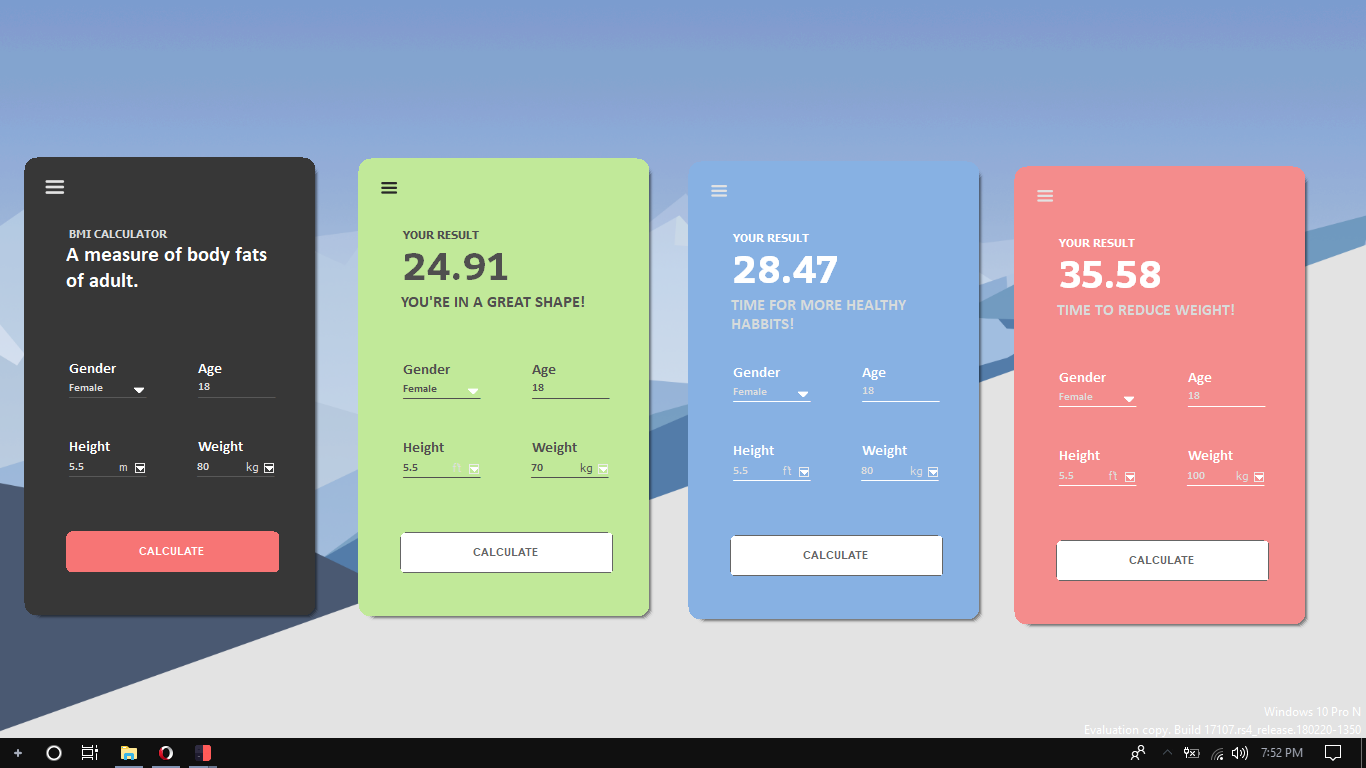 BMI CALCULATOR
A measure of body fats
of adult.
Gender
Age
Female
18
Height
Weight
5.5 m
80 kg
CALCULATE
YOUR RESULT
24.91
YOU'RE IN A GREAT SHAPE!
Gender
Age
Female
18
Height
Weight
5.5 ft
70 kg
CALCULATE
YOUR RESULT
28.47
TIME FOR MORE HEALTHY
HABBITS!
Gender
Age
Female
18
Height
Weight
5.5 ft
80 kg
CALCULATE
YOUR RESULT
35.58
TIME TO REDUCE WEIGHT!
Gender
Age
Female
18
Height
Weight
5.5 ft
100 kg
CALCULATE
Windows 10 Pro N
Evaluation copy. Build 17107.rs4_release.180220-1350
7:52 PM